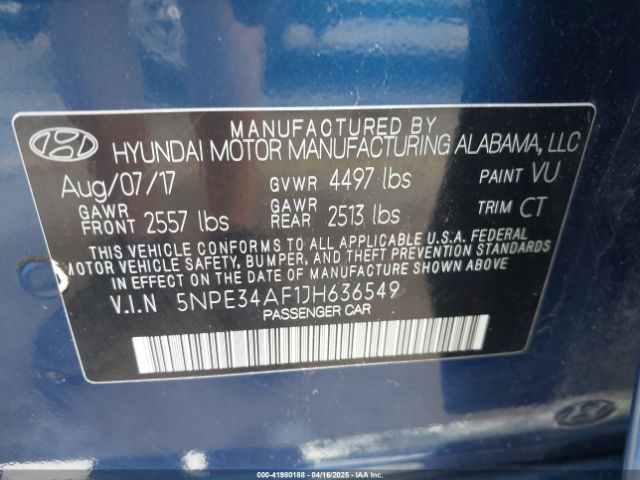 MANUFACTURED BY
HYUNDAI MOTOR MANUFACTURING ALABAMA, LLC
Aug/07/17 GVWR 4497 lbs PAINT VU
GAWR FRONT 2557 lbs GAWR REAR 2513 lbs TRIM CT
THIS VEHICLE CONFORMS TO ALL APPLICABLE U.S.A. FEDERAL
MOTOR VEHICLE SAFETY, BUMPER, AND THEFT PREVENTION STANDARDS
IN EFFECT ON THE DATE OF MANUFACTURE SHOWN ABOVE
V.I.N 5NPE34AF1JH636549
PASSENGER CAR
000-41980188 - 04/16/2025 - IAAI.COM